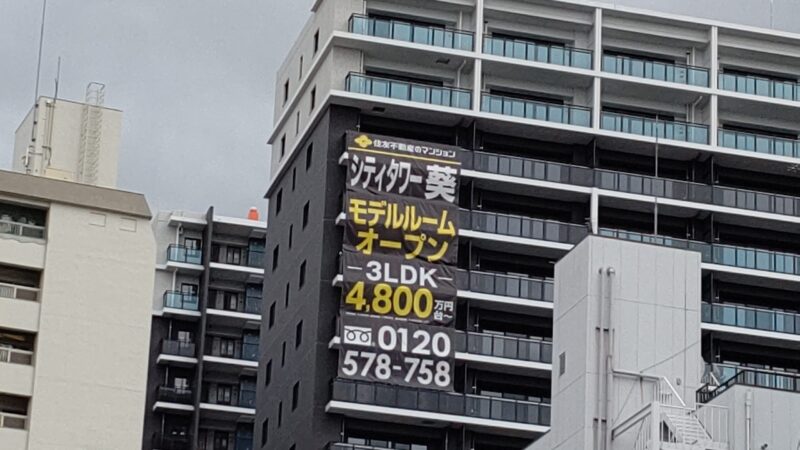 住友不動産のマンション
シティタワー葵
モデルルーム
オープン
3LDK
4,800万円台~
0120
578-758